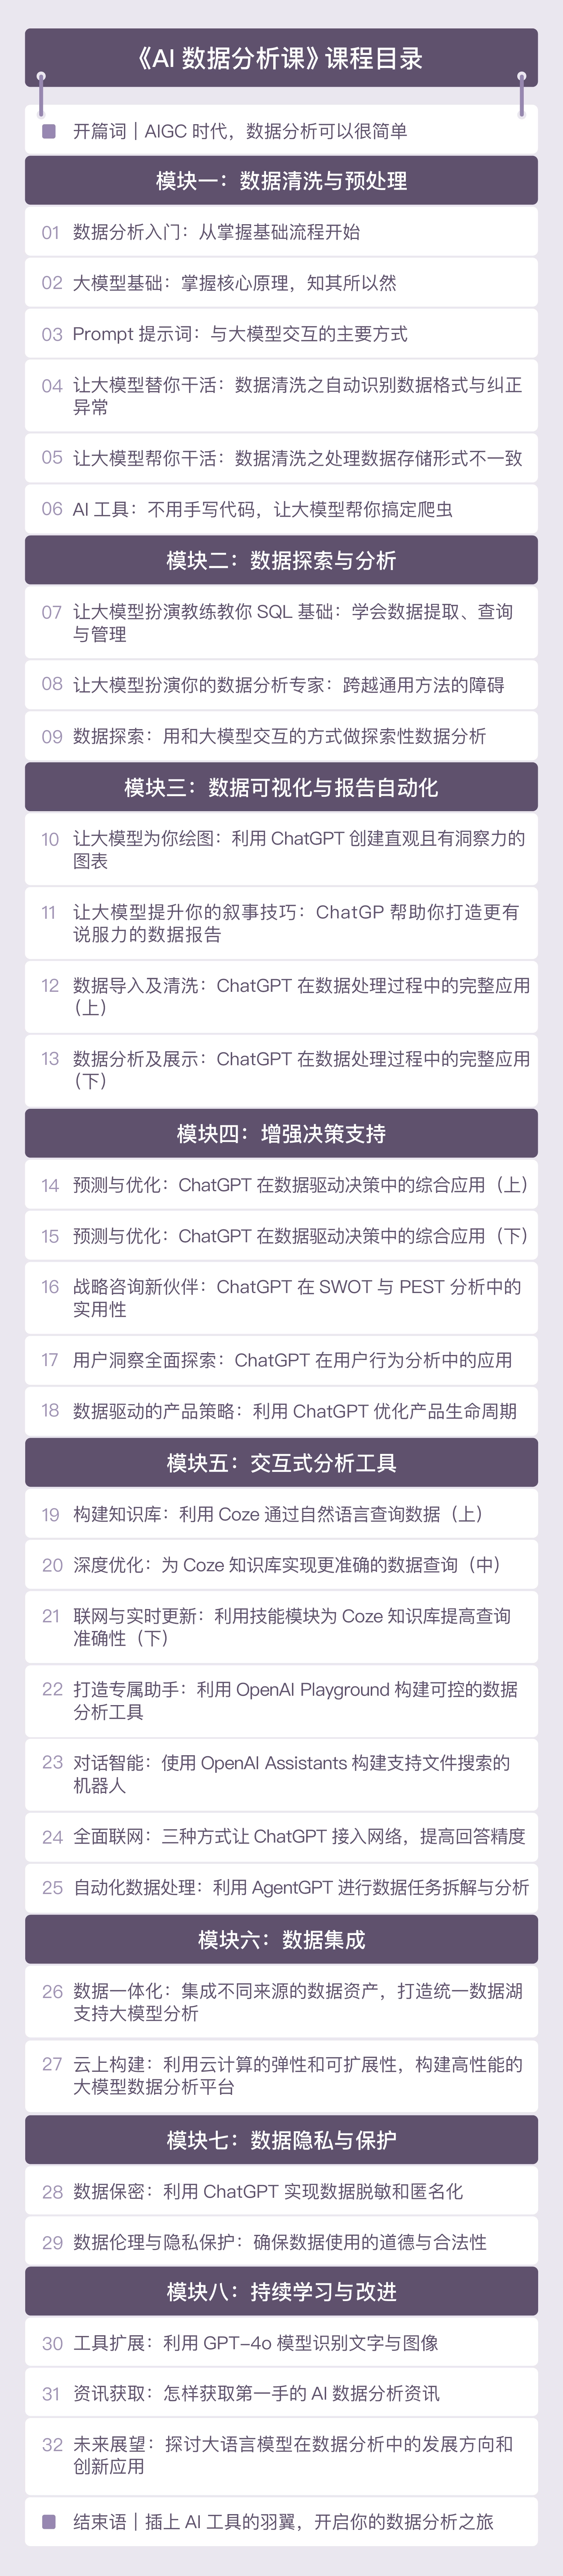 《AI 数据分析课》课程目录
开篇词｜AIGC 时代，数据分析可以很简单
模块一：数据清洗与预处理
01 数据分析入门：从掌握基础流程开始
02 大模型基础：掌握核心原理，知其所以然
03 Prompt 提示词：与大模型交互的主要方式
04 让大模型替你干活：数据清洗之自动识别数据格式与纠正
异常
05 让大模型帮你干活：数据清洗之处理数据存储形式不一致
06 AI 工具：不用手写代码，让大模型帮你搞定爬虫
模块二：数据探索与分析
07 让大模型扮演教练教你 SQL 基础：学会数据提取、查询
与管理
08 让大模型扮演你的数据分析专家：跨越通用方法的障碍
09 数据探索：用和大模型交互的方式做探索性数据分析
模块三：数据可视化与报告自动化
10 让大模型为你绘图：利用 ChatGPT 创建直观且有洞察力的
图表
11 让大模型提升你的叙事技巧：ChatGP 帮助你打造更有
说服力的数据报告
12 数据导入及清洗：ChatGPT 在数据处理过程中的完整应用
（上）
13 数据分析及展示：ChatGPT 在数据处理过程中的完整应用
（下）
模块四：增强决策支持
14 预测与优化：ChatGPT 在数据驱动决策中的综合应用（上）
15 预测与优化：ChatGPT 在数据驱动决策中的综合应用（下）
16 战略咨询新伙伴：ChatGPT 在 SWOT 与 PEST 分析中的
实用性
17 用户洞察全面探索：ChatGPT 在用户行为分析中的应用
18 数据驱动的产品策略：利用 ChatGPT 优化产品生命周期
模块五：交互式分析工具
19 构建知识库：利用 Coze 通过自然语言查询数据（上）
20 深度优化：为 Coze 知识库实现更准确的数据查询（中）
21 联网与实时更新：利用技能模块为 Coze 知识库提高查询
准确性（下）
22 打造专属助手：利用 OpenAI Playground 构建可控的数据
分析工具
23 对话智能：使用 OpenAI Assistants 构建支持文件搜索的
机器人
24 全面联网：三种方式让 ChatGPT 接入网络，提高回答精度
25 自动化数据处理：利用 AgentGPT 进行数据任务拆解与分析
模块六：数据集成
26 数据一体化：集成不同来源的数据资产，打造统一数据湖
支持大模型分析
27 云上构建：利用云计算的弹性和可扩展性，构建高性能的
大模型数据分析平台
模块七：数据隐私与保护
28 数据保密：利用 ChatGPT 实现数据脱敏和匿名化
29 数据伦理与隐私保护：确保数据使用的道德与合法性
模块八：持续学习与改进
30 工具扩展：利用 GPT-4o 模型识别文字与图像
31 资讯获取：怎样获取第一手的 AI 数据分析资讯
32 未来展望：探讨大语言模型在数据分析中的发展方向和
创新应用
结束语｜插上 AI 工具的羽翼，开启你的数据分析之旅